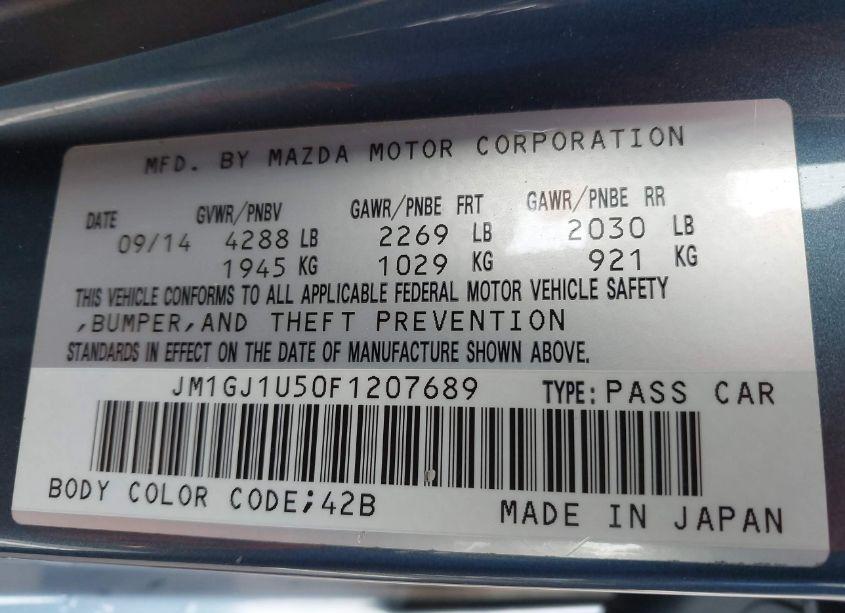 MFD. BY MAZDA MOTOR CORPORATION
DATE GVWR/PNBV GAWR/PNBE FRT GAWR/PNBE RR
09/14 4288 LB 2269 LB 2030 LB
1945 KG 1029 KG 921 KG
THIS VEHICLE CONFORMS TO ALL APPLICABLE FEDERAL MOTOR VEHICLE SAFETY
,BUMPER,AND THEFT PREVENTION
STANDARDS IN EFFECT ON THE DATE OF MANUFACTURE SHOWN ABOVE.
JM1GJ1U50F1207689 TYPE: PASS CAR
BODY COLOR CODE;42B MADE IN JAPAN